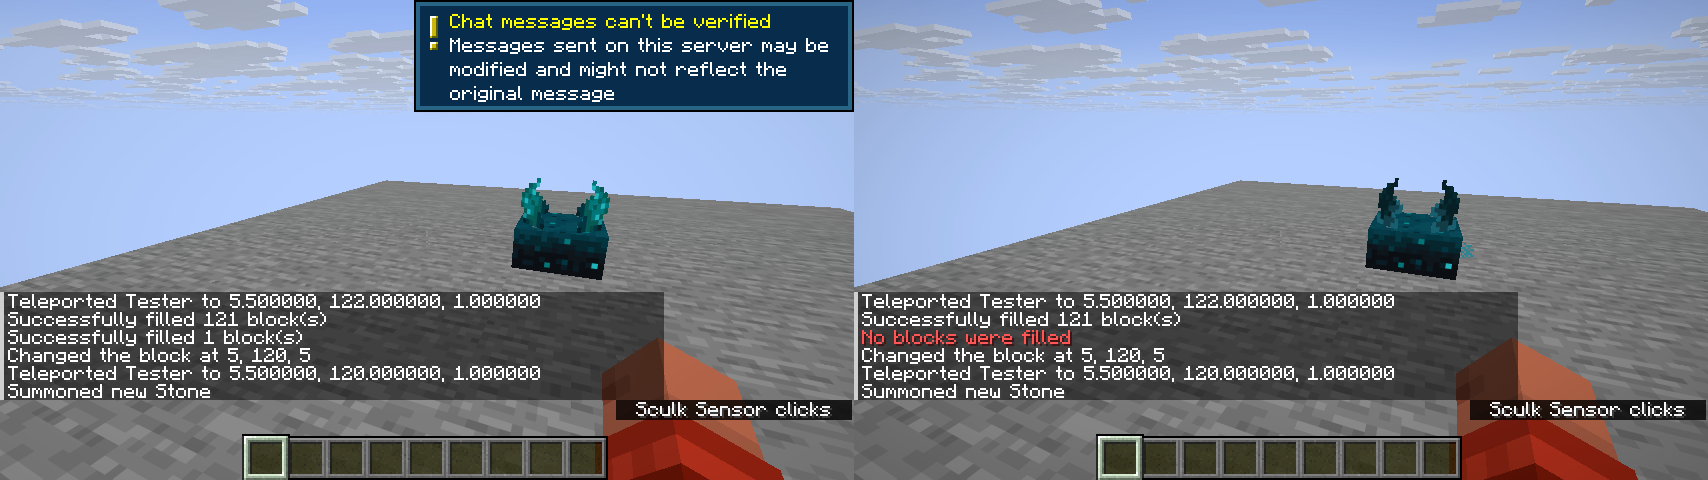 Chat messages can't be verified
Messages sent on this server may be
modified and might not reflect the
original message
Teleported Tester to 5.500000, 122.000000, 1.000000
Successfully filled 121 block(s)
Successfully filled 1 block(s)
Changed the block at 5, 120, 5
Teleported Tester to 5.500000, 120.000000, 1.000000
Summoned new Stone
Sculk Sensor clicks
Teleported Tester to 5.500000, 122.000000, 1.000000
Successfully filled 121 block(s)
No blocks were filled
Changed the block at 5, 120, 5
Teleported Tester to 5.500000, 120.000000, 1.000000
Summoned new Stone
Sculk Sensor clicks